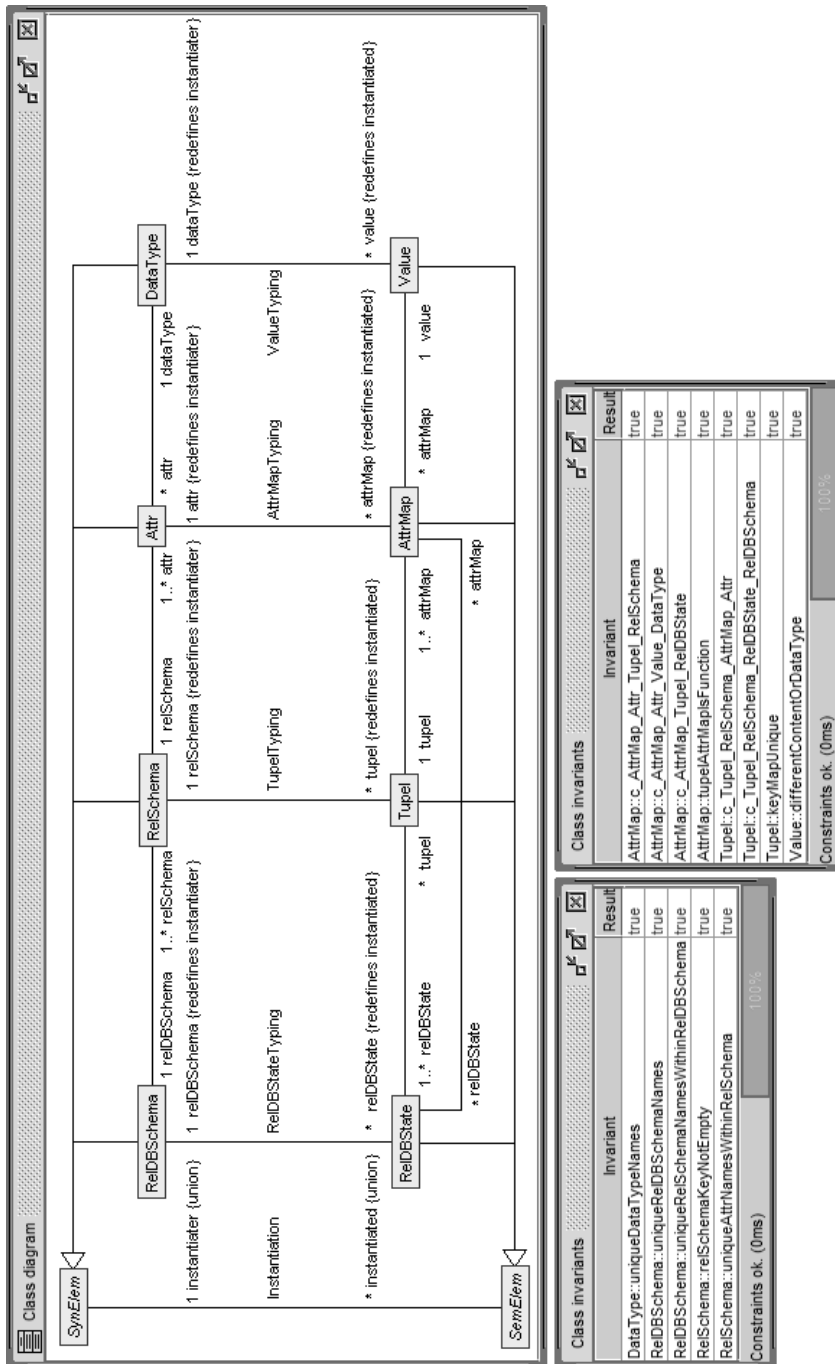 Class diagram
SynElem
RelDBSchema
RelSchema
Attr
DataType
1 relDBSchema
1..* relSchema
1 relSchema
1..* attr
* attr
1 dataType
1 instantiater {union}
1 relDBSchema {redefines instantiater}
1 relSchema {redefines instantiater}
1 attr {redefines instantiater}
1 dataType {redefines instantiater}
Instantiation
RelDBStateTyping
TupelTyping
AttrMapTyping
ValueTyping
* instantiated {union}
* relDBState {redefines instantiated}
* tupel {redefines instantiated}
* attrMap {redefines instantiated}
* value {redefines instantiated}
SemElem
RelDBState
Tupel
AttrMap
Value
1..* relDBState
* tupel
1 tupel
1..* attrMap
* attrMap
1 value
* relDBState
* attrMap
Class invariants
Invariant Result
DataType::uniqueDataTypeNames true
RelDBSchema::uniqueRelDBSchemaNames true
RelDBSchema::uniqueRelSchemaNamesWithinRelDBSchema true
RelSchema::relSchemaKeyNotEmpty true
RelSchema::uniqueAttrNamesWithinRelSchema true
Constraints ok. (0ms) 100%
Class invariants
Invariant Result
AttrMap::c_AttrMap_Attr_Tupel_RelSchema true
AttrMap::c_AttrMap_Attr_Value_DataType true
AttrMap::c_AttrMap_Tupel_RelDBState true
AttrMap::tupelAttrMapIsFunction true
Tupel::c_Tupel_RelSchema_AttrMap_Attr true
Tupel::c_Tupel_RelSchema_RelDBState_RelDBSchema true
Tupel::keyMapUnique true
Value::differentContentOrDataType true
Constraints ok. (0ms) 100%